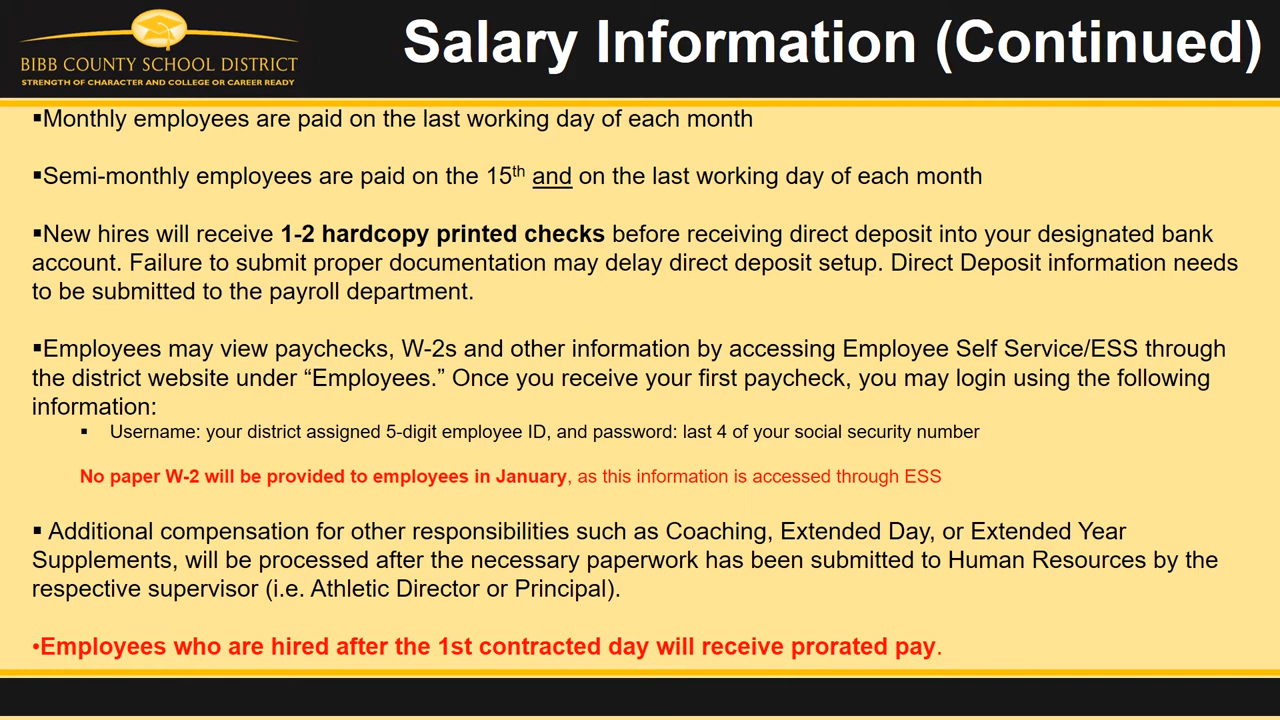 BIBB COUNTY SCHOOL DISTRICT
STRENGTH OF CHARACTER AND COLLEGE OR CAREER READY
Salary Information (Continued)
▪Monthly employees are paid on the last working day of each month
▪Semi-monthly employees are paid on the 15th and on the last working day of each month
▪New hires will receive 1-2 hardcopy printed checks before receiving direct deposit into your designated bank
account. Failure to submit proper documentation may delay direct deposit setup. Direct Deposit information needs
to be submitted to the payroll department.
▪Employees may view paychecks, W-2s and other information by accessing Employee Self Service/ESS through
the district website under “Employees.” Once you receive your first paycheck, you may login using the following
information:
▪ Username: your district assigned 5-digit employee ID, and password: last 4 of your social security number
No paper W-2 will be provided to employees in January, as this information is accessed through ESS
▪ Additional compensation for other responsibilities such as Coaching, Extended Day, or Extended Year
Supplements, will be processed after the necessary paperwork has been submitted to Human Resources by the
respective supervisor (i.e. Athletic Director or Principal).
•Employees who are hired after the 1st contracted day will receive prorated pay.